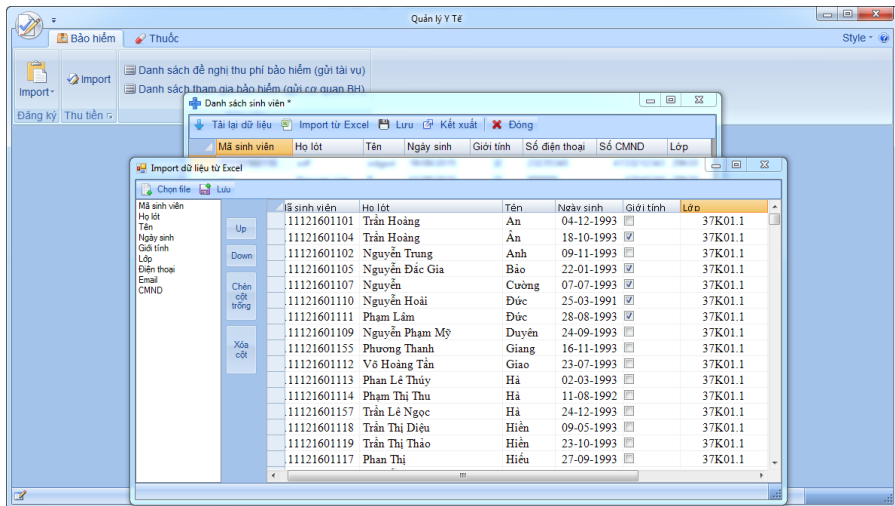 Quản lý Y Tế
Bảo hiểm Thuốc Style
Import Import Danh sách đề nghị thu phí bảo hiểm (gửi tài vụ)
Danh sách tham gia bảo hiểm (gửi cơ quan BH)
Đăng ký Thu tiền
Danh sách sinh viên *
Tải lại dữ liệu Import từ Excel Lưu Kết xuất Đóng
Mã sinh viên Họ lót Tên Ngày sinh Giới tính Số điện thoại Số CMND Lớp
Import dữ liệu từ Excel
Chọn file Lưu
Mã sinh viên
Họ lót
Tên
Ngày sinh
Giới tính
Lớp
Điện thoại
Email
CMND
Up
Down
Chèn cột trống
Xóa cột
ã sinh viên Họ lót Tên Ngày sinh Giới tính Lớp
.11121601101 Trần Hoàng An 04-12-1993 37K01.1
.11121601104 Trần Hoàng Ân 18-10-1993 37K01.1
.11121601102 Nguyễn Trung Anh 09-11-1993 37K01.1
.11121601105 Nguyễn Đắc Gia Bảo 22-01-1993 37K01.1
.11121601107 Nguyễn Cường 07-07-1993 37K01.1
.11121601110 Nguyễn Hoài Đức 25-03-1991 37K01.1
.11121601111 Phạm Lâm Đức 28-08-1993 37K01.1
.11121601109 Nguyễn Phạm Mỹ Duyên 24-09-1993 37K01.1
.11121601155 Phương Thanh Giang 16-11-1993 37K01.1
.11121601112 Võ Hoàng Tấn Giao 23-07-1993 37K01.1
.11121601113 Phan Lê Thúy Hà 02-03-1993 37K01.1
.11121601114 Phạm Thị Thu Hà 11-08-1992 37K01.1
.11121601157 Trần Lê Ngọc Hà 24-12-1993 37K01.1
.11121601118 Trần Thị Diệu Hiền 09-05-1993 37K01.1
.11121601119 Trần Thị Thảo Hiền 23-10-1993 37K01.1
.11121601117 Phan Thị Hiếu 27-09-1993 37K01.1